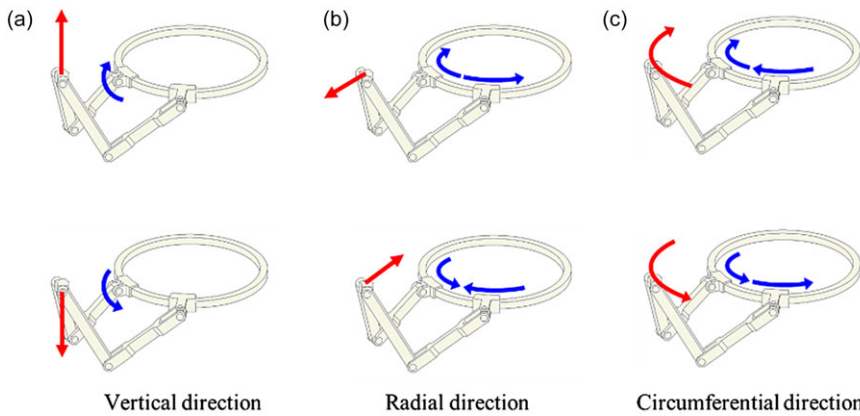 (a)
(b)
(c)
Vertical direction
Radial direction
Circumferential direction